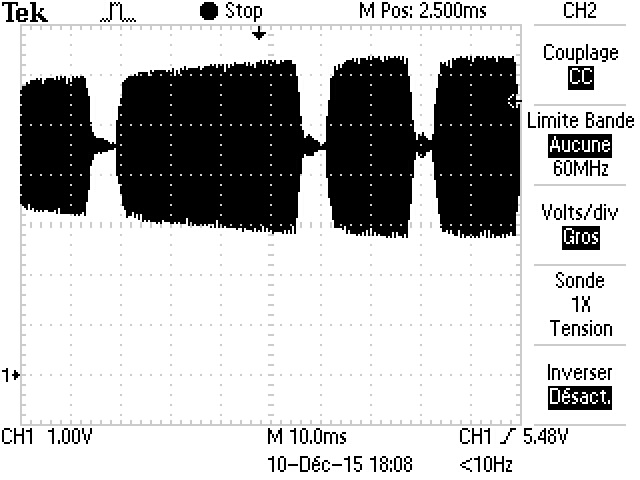 Tek Stop M Pos: 2.500ms CH2
Couplage
CC
Limite Bande
Aucune
60MHz
Volts/div
Gros
Sonde
1X
Tension
1
Inverser
Désact.
CH1 1.00V M 10.0ms CH1 5.48V
10-Déc-15 18:08 <10Hz